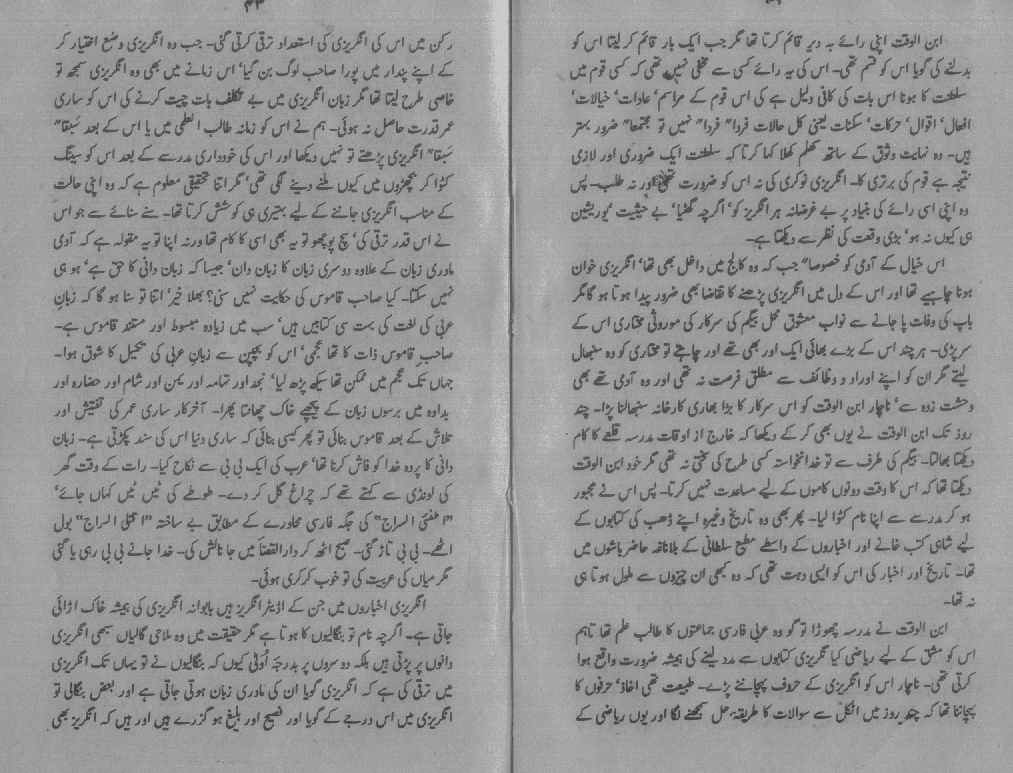 ابن الوقت اپنی رائے بہ دیر قائم کرتا تھا مگر جب ایک بار قائم کر لیتا اس کو
بدلنے کی گویا اس کو قسم تھی۔ اس کی یہ رائے کسی سے مخفی نہیں تھی کہ کسی قوم میں
سلطنت کا ہونا اس بات کی کافی دلیل ہے کی اس قوم کے مراسم‘ عادات‘ خیالات‘
افعال‘ اقوال‘ حرکات‘ سکنات یعنی کل حالات فردا" فردا" نہیں تو مجتمعا" ضرور بہتر
ہیں۔ وہ نہایت وثوق کے ساتھ کھلم کھلا کہا کرتا کہ سلطنت ایک ضروری اور لازمی
نتیجہ ہے قوم کی برتری کا۔ انگریزی نوکری کی نہ اس کو ضرورت تھی اور نہ طلب۔ پس
وہ اپنی اسی رائے کی بنیاد پر بے غرضانہ ہر انگریز کو‘ اگرچہ گھٹیا‘ بے حیثیت‘ یوریشین
ہی کیوں نہ ہو‘ بڑی وقعت کی نظر سے دیکھتا ہے۔
اس خیال کے آدمی کو خصوصا" جب کہ وہ کالج میں داخل بھی تھا‘ انگریزی خوان
ہونا چاہیے تھا اور اس کے دل میں انگریزی پڑھنے کا تقاضا بھی ضرور پیدا ہوتا ہو گا مگر
باپ کی وفات پا جانے سے نواب معشوق محل بیگم کی سرکار کی موروثی مختاری اس کے
سر پڑی۔ ہر چند اس کے بڑے بھائی ایک اور بھی تھے اور چاہتے تو مختاری کو وہ سنبھال
لیتے مگر ان کو اپنے اوراد و وظائف سے مطلق فرصت نہ تھی اور وہ آدمی تھے بھی
وحشت زدہ سے‘ ناچار ابن الوقت کو اس سرکار کا بڑا بھاری کارخانہ سنبھالنا پڑا۔ چند
روز تک ابن الوقت نے یوں بھی کر کے دیکھا کہ خارج از اوقات مدرسہ قلعے کا کام
دیکھتا بھالتا۔ بیگم کی طرف سے تو خدانخواستہ کسی طرح کی سختی نہ تھی مگر خود ابن الوقت
دیکھتا تھا کہ اس کا وقت دونوں کاموں کے لیے مساعدت نہیں کرتا۔ پس اس نے مجبور
ہو کر مدرسے سے اپنا نام کٹوا لیا۔ پھر بھی وہ تاریخ وغیرہ اپنے ڈھب کی کتابوں کے
لیے شاہی کتب خانے اور اخباروں کے واسطے مطبع سلطانی کے بلاناغہ حاضرباشوں میں
تھا۔ تاریخ اور اخبار کی اس کو ایسی دہت تھی کہ وہ کبھی ان چیزوں سے ملول ہوتا ہی
نہ تھا۔
ابن الوقت نے مدرسہ چھوڑا تو گو وہ عربی فارسی جماعتوں کا طالب علم تھا تاہم
اس کو مشق کے لیے ریاضی کی انگریزی کتابوں سے مدد لینے کی ہمیشہ ضرورت واقع ہوا
کرتی تھی۔ ناچار اس کو انگریزی کے حروف پہچاننے پڑے۔ طبیعت تھی اخاذ‘ حرفوں کا
پہچاننا تھا کہ چند روز میں اٹکل سے سوالات کا طریقہ حل سمجھنے لگا اور یوں ریاضی کے
۳۳
رکن میں اس کی انگریزی کی استعداد ترقی کرتی گئی۔ جب وہ انگریزی وضع اختیار کر
کے اپنے پندار میں پورا صاحب لوگ بن گیا‘ اس زمانے میں بھی وہ انگریزی سمجھ تو
خاصی طرح لیتا تھا مگر زبان انگریزی میں بے تکلف بات چیت کرنے کی اس کو ساری
عمر قدرت حاصل نہ ہوئی۔ ہم نے اس کو زمانہ طالب العلمی میں یا اس کے بعد سبقا"
سبقا" انگریزی پڑھتے تو نہیں دیکھا اور اس کی خودداری مدرسے کے بعد اس کو سینگ
کٹوا کر بچھڑوں میں کیوں ملنے دینے لگی تھی‘ مگر اتنا تحقیق معلوم ہے کہ وہ اپنی حالت
کے مناسب انگریزی جاننے کے لیے بہتیری ہی کوشش کرتا تھا۔ سنے سنائے سے جو اس
نے اس قدر ترقی کی‘ سچ پوچھو تو یہ بھی اسی کا کام تھا ورنہ اپنا تو یہ مقولہ ہے کہ آدمی
مادری زبان کے علاوہ دوسری زبان کا زبان دان‘ جیسا کہ زبان دانی کا حق ہے‘ ہو ہی
نہیں سکتا۔ کیا صاحب قاموس کی حکایت نہیں سنی؟ بھلا خیر‘ اتنا تو سنا ہو گا کہ زبان
عربی کی لغت کی بہت سی کتابیں ہیں‘ سب میں زیادہ مبسوط اور مستند قاموس ہے۔
صاحب قاموس ذات کا تھا عجمی‘ اس کو بچپن سے زبان عربی کی تکمیل کا شوق ہوا۔
جہاں تک عجم میں ممکن تھا سیکھ پڑھ لیا‘ نجد اور تہامہ اور یمن اور شام اور حضارہ اور
بداوہ میں برسوں زبان کے پیچھے خاک چھانتا پھرا۔ آخرکار ساری عمر کی تفتیش اور
تلاش کے بعد قاموس بنائی تو پھر کیسی بنائی کہ ساری دنیا اس کی سند پکڑتی ہے۔ زبان
دانی کا پردہ خدا کو فاش کرنا تھا‘ عرب کی ایک بی بی سے نکاح کیا۔ رات کے وقت گھر
کی لونڈی سے کہتے تھے کہ چراغ گل کر دے۔ طوطے کی ٹیں ٹیں کہاں جائے‘
"اطفئی السراج" کی جگہ فارسی محاورے کے مطابق بے ساختہ "اقتلی السراج" بول
اٹھے۔ بی بی تاڑ گئی۔ صبح اٹھ کر دارالقضا میں جا نالش کی۔ خدا جانے بی بی رہی یا گئی
مگر میاں کی عربیت کی تو خوب کرکری ہوئی۔
انگریزی اخباروں میں جن کے اڈیٹر انگریز ہیں بابوانہ انگریزی کی ہمیشہ خاک اڑائی
جاتی ہے۔ اگرچہ نام تو بنگالیوں کا ہوتا ہے مگر حقیقت میں وہ ملاحی گالیاں سبھی انگریزی
دانوں پر پڑتی ہیں بلکہ دوسروں پر بدرجہ اولیٰ کیوں کہ بنگالیوں نے تو یہاں تک انگریزی
میں ترقی کی ہے کہ انگریزی گویا ان کی مادری زبان ہوتی جاتی ہے اور بعض بنگالی تو
انگریزی میں اس درجے کے گویا اور فصیح اور بلیغ ہو گزرے ہیں اور ہیں کہ انگریز بھی